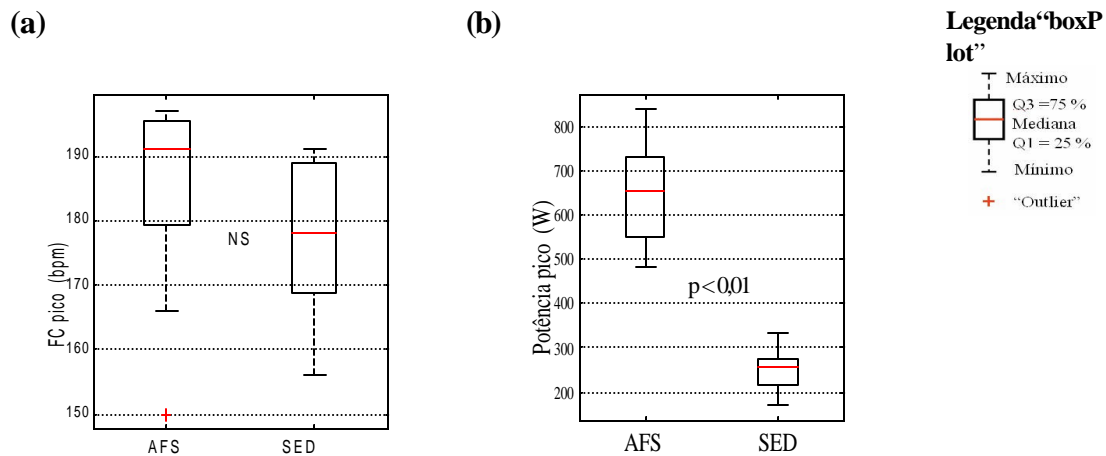 (a)
FC pico (bpm)
190
180
170
160
150
NS
AFS SED
(b)
Potência pico (W)
800
700
600
500
400
300
200
p<0,01
AFS SED
Legenda“boxP
lot”
Máximo
Q3 =75 %
Mediana
Q1 = 25 %
Mínimo
“Outlier”